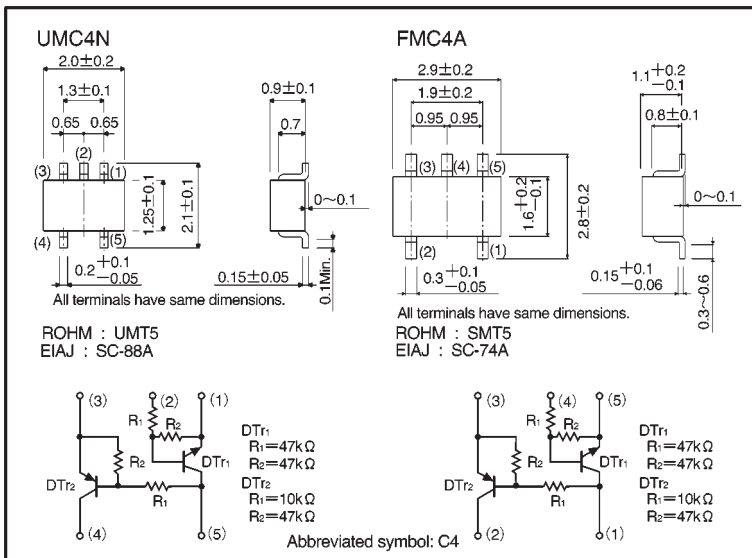 UMC4N
2.0±0.2
1.3±0.1
0.65 0.65
(2)
(3) (1)
1.25±0.1
2.1±0.1
(4) (5)
0.2 +0.1 −0.05
0.9±0.1
0.7
0~0.1
0.15±0.05
0.1Min.
All terminals have same dimensions.
ROHM : UMT5
EIAJ : SC-88A
FMC4A
2.9±0.2
1.9±0.2
0.95 0.95
(3) (4) (5)
1.6 +0.2 −0.1
2.8±0.2
(2) (1)
0.3 +0.1 −0.05
1.1 +0.2 −0.1
0.8±0.1
0~0.1
0.15 +0.1 −0.06
0.3~0.6
All terminals have same dimensions.
ROHM : SMT5
EIAJ : SC-74A
(3) (2) (1)
R1
R2
R2
DTr1
DTr2
R1
(4) (5)
DTr1
R1=47kΩ
R2=47kΩ
DTr2
R1=10kΩ
R2=47kΩ
(3) (4) (5)
R1
R2
R2
DTr1
DTr2
R1
(2) (1)
DTr1
R1=47kΩ
R2=47kΩ
DTr2
R1=10kΩ
R2=47kΩ
Abbreviated symbol: C4